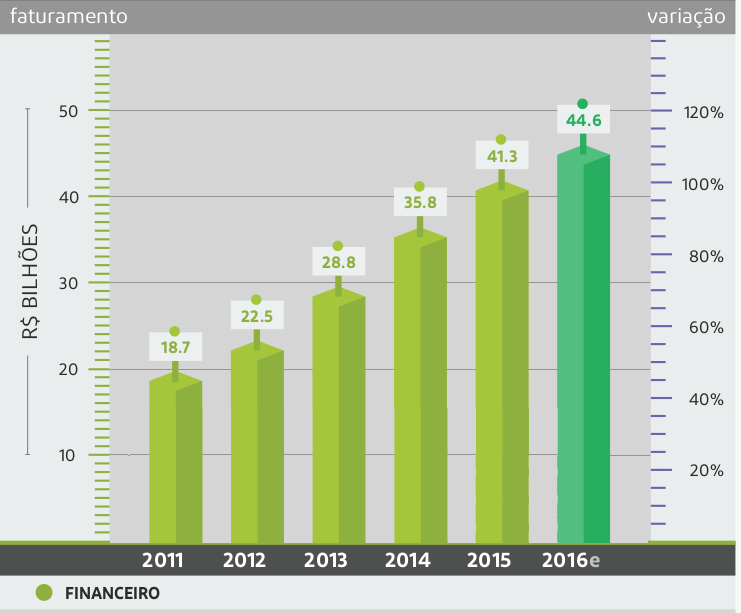 faturamento variação
50 120%
44.6
41.3
40 35.8 100%
R$ BILHÕES
30 28.8 80%
22.5
60%
20 18.7
40%
10 20%
2011 2012 2013 2014 2015 2016e
FINANCEIRO